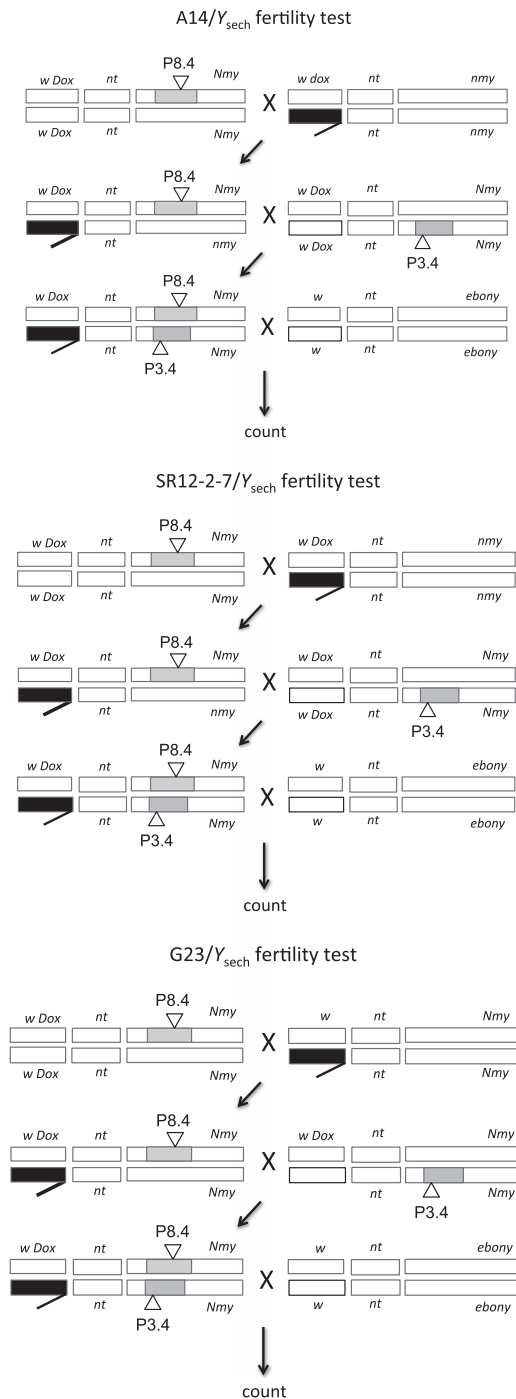 A14/Ysech fertility test
P8.4
w Dox nt Nmy w dox nt nmy
X
w Dox nt Nmy nt nmy
P8.4
w Dox nt Nmy w Dox nt Nmy
X
nt nmy w Dox nt Nmy
P3.4
P8.4
w Dox nt Nmy w nt ebony
X
nt Nmy w nt ebony
P3.4
count
SR12-2-7/Ysech fertility test
P8.4
w Dox nt Nmy w Dox nt nmy
X
w Dox nt Nmy nt nmy
P8.4
w Dox nt Nmy w Dox nt Nmy
X
nt nmy w Dox nt Nmy
P3.4
P8.4
w Dox nt Nmy w nt ebony
X
nt Nmy w nt ebony
P3.4
count
G23/Ysech fertility test
P8.4
w Dox nt Nmy w nt Nmy
X
w Dox nt Nmy nt Nmy
P8.4
w Dox nt Nmy w Dox nt Nmy
X
nt Nmy nt Nmy
P3.4
P8.4
w Dox nt Nmy w nt ebony
X
nt Nmy w nt ebony
P3.4
count